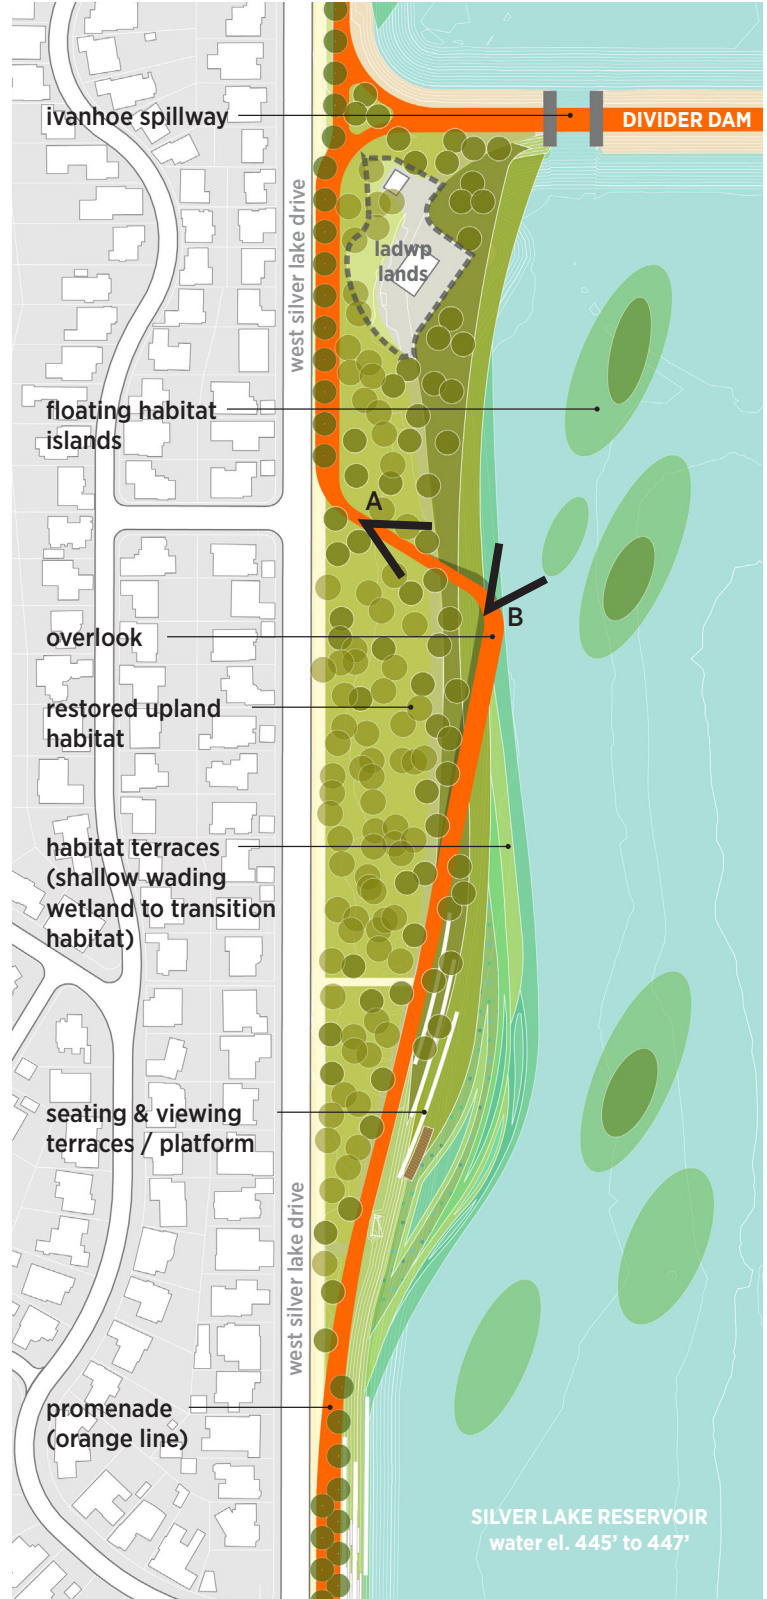 ivanhoe spillway
DIVIDER DAM
west silver lake drive
ladwp
lands
floating habitat
islands
A
B
overlook
restored upland
habitat
habitat terraces
(shallow wading
wetland to transition
habitat)
seating & viewing
terraces / platform
west silver lake drive
promenade
(orange line)
SILVER LAKE RESERVOIR
water el. 445’ to 447’